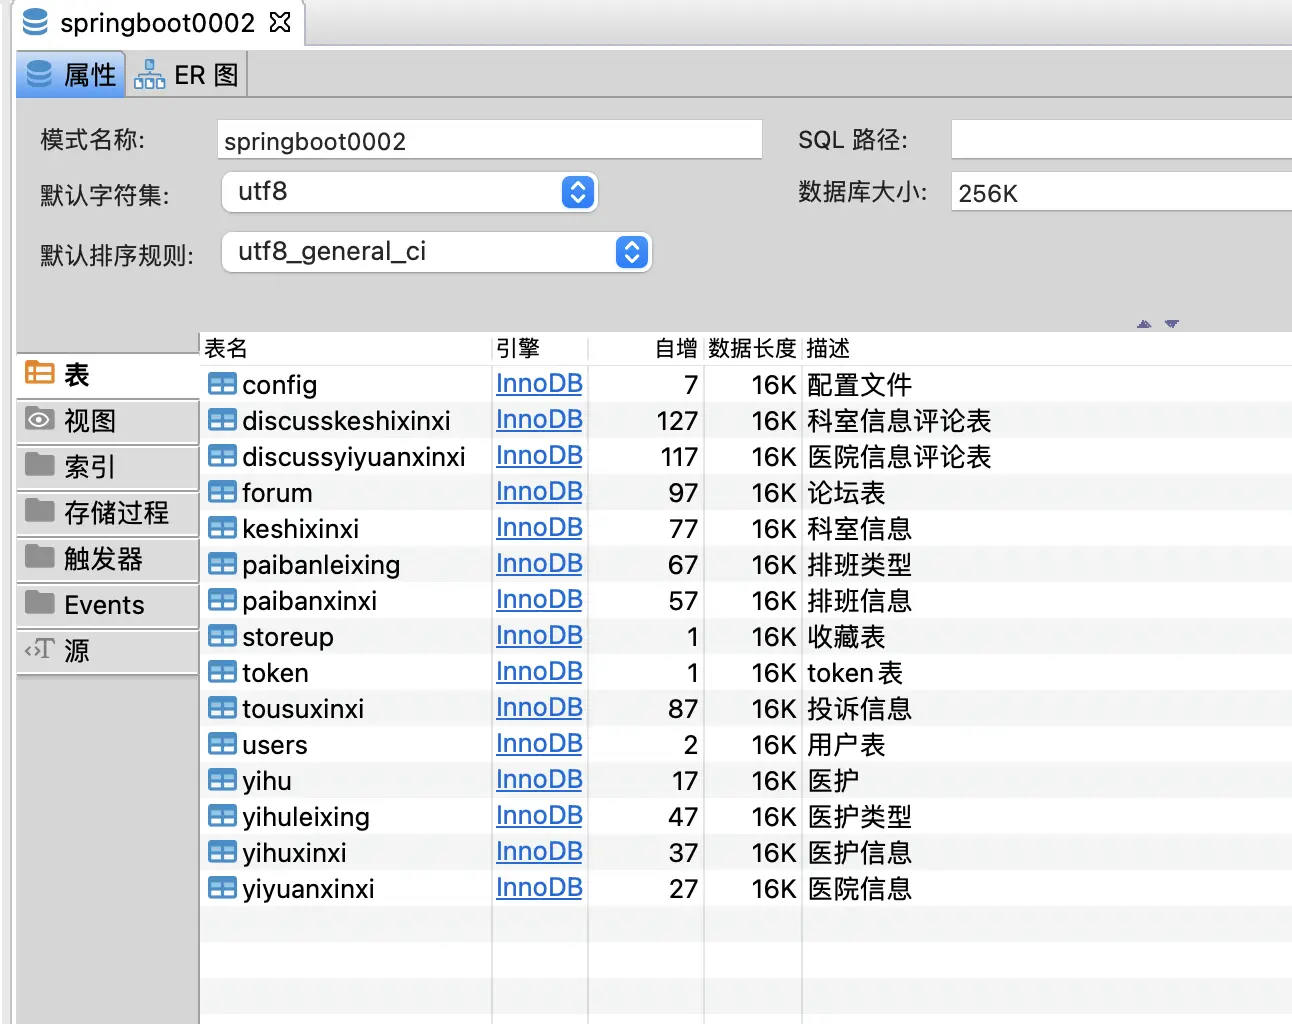 springboot0002
属性 ER 图
模式名称: springboot0002 SQL 路径:
默认字符集: utf8 数据库大小: 256K
默认排序规则: utf8_general_ci
表
视图
索引
存储过程
触发器
Events
源
表名 引擎 自增 数据长度 描述
config InnoDB 7 16K 配置文件
discusskeshixinxi InnoDB 127 16K 科室信息评论表
discussyiyuanxinxi InnoDB 117 16K 医院信息评论表
forum InnoDB 97 16K 论坛表
keshixinxi InnoDB 77 16K 科室信息
paibanleixing InnoDB 67 16K 排班类型
paibanxinxi InnoDB 57 16K 排班信息
storeup InnoDB 1 16K 收藏表
token InnoDB 1 16K token表
tousuxinxi InnoDB 87 16K 投诉信息
users InnoDB 2 16K 用户表
yihu InnoDB 17 16K 医护
yihuleixing InnoDB 47 16K 医护类型
yihuxinxi InnoDB 37 16K 医护信息
yiyuanxinxi InnoDB 27 16K 医院信息